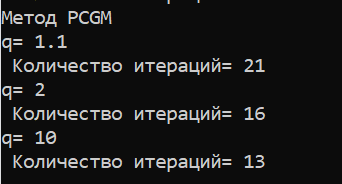 Метод PCGM
q= 1.1
 Количество итераций= 21
q= 2
 Количество итераций= 16
q= 10
 Количество итераций= 13